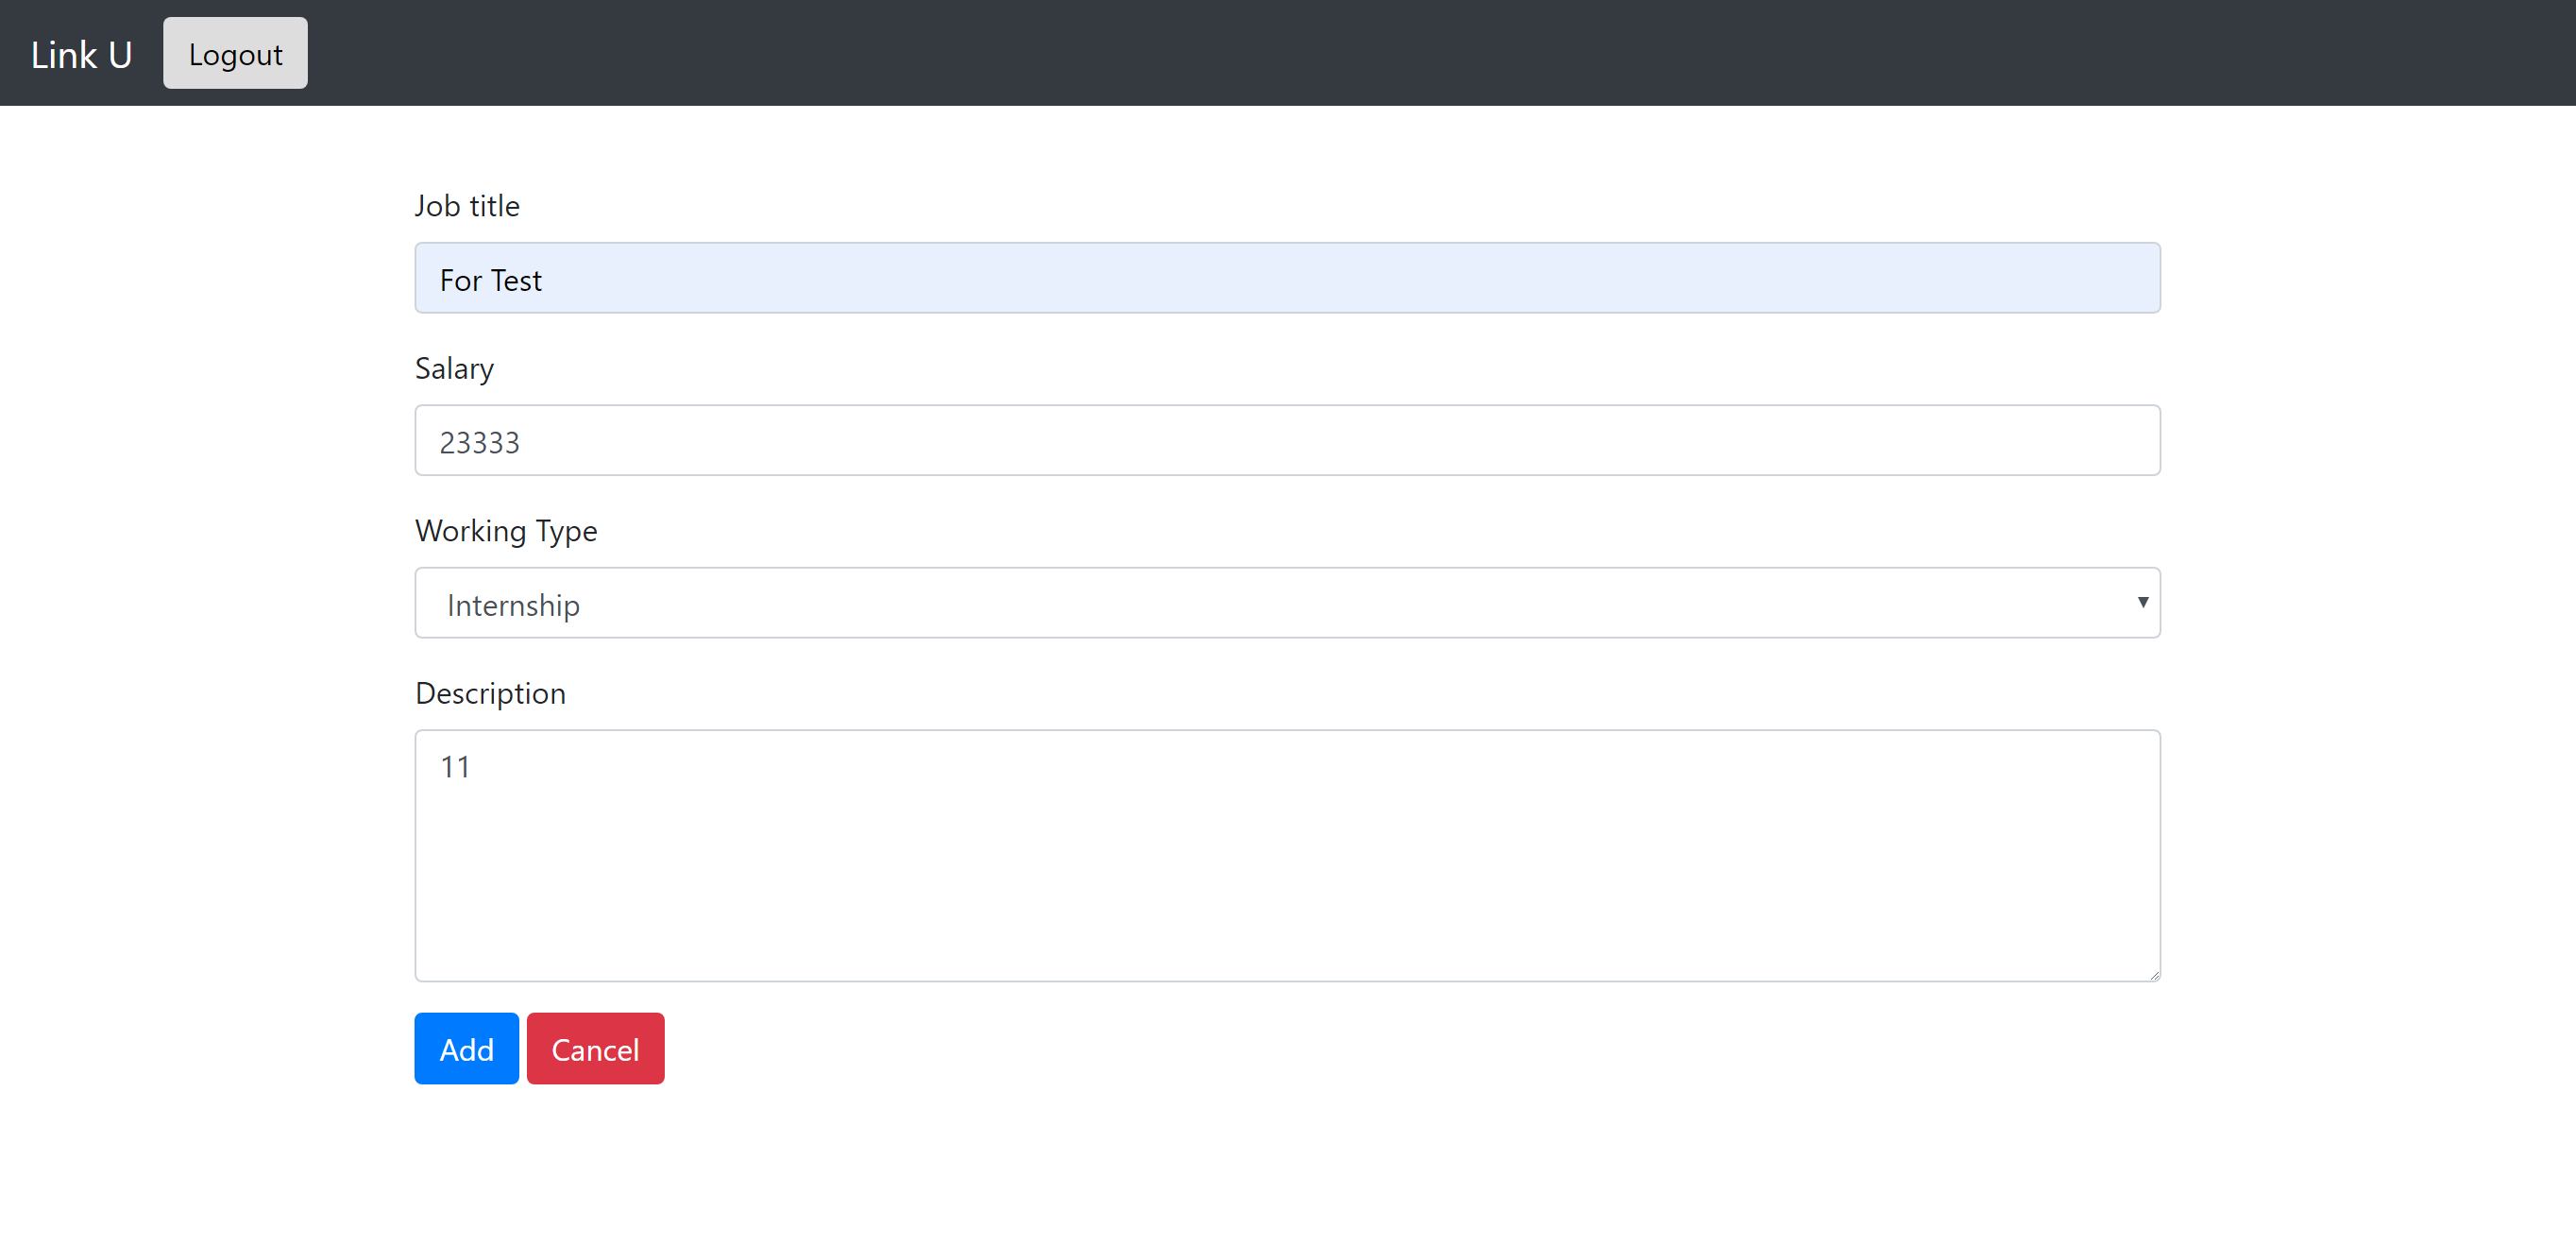 Link U Logout
Job title
For Test
Salary
23333
Working Type
Internship
Description
11
Add Cancel